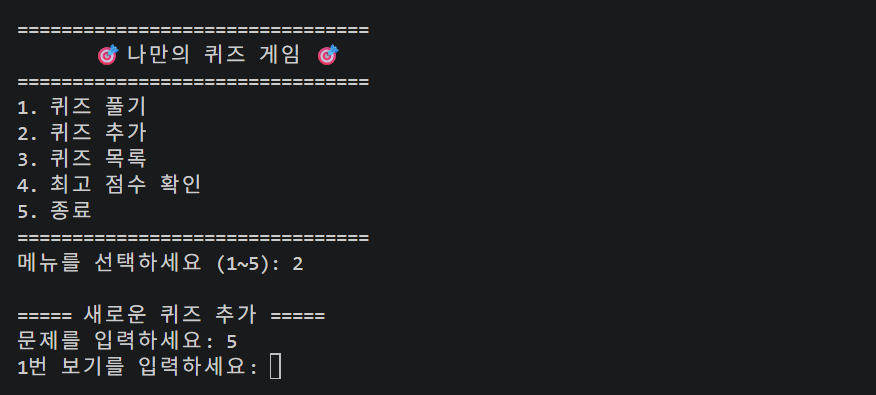 ================================
🎯 나만의 퀴즈 게임 🎯
================================
1. 퀴즈 풀기
2. 퀴즈 추가
3. 퀴즈 목록
4. 최고 점수 확인
5. 종료
================================
메뉴를 선택하세요 (1~5): 2
===== 새로운 퀴즈 추가 =====
문제를 입력하세요: 5
1번 보기를 입력하세요: